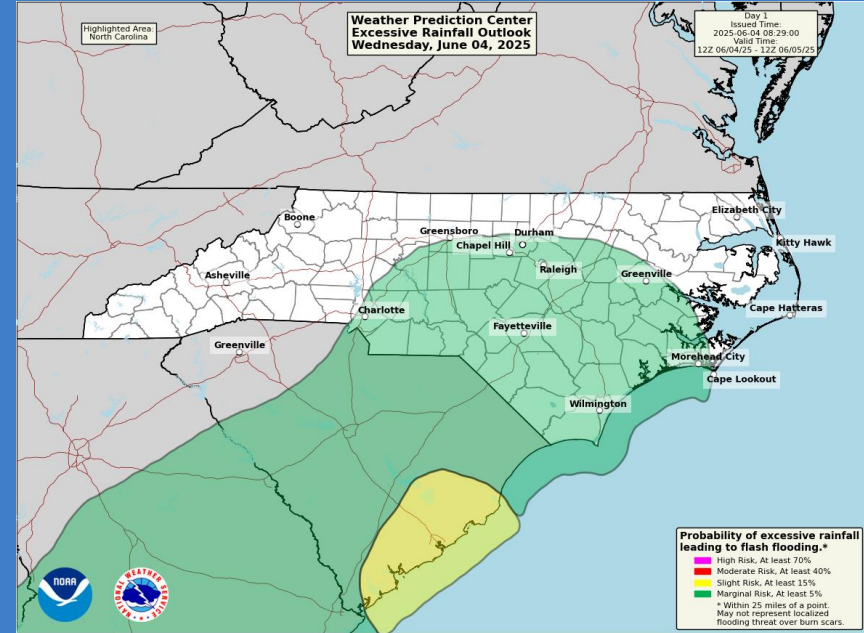 Highlighted Area:
North Carolina
Weather Prediction Center
Excessive Rainfall Outlook
Wednesday, June 04, 2025
Day 1
Issued Time:
2025-06-04 08:29:00
Valid Time:
12Z 06/04/25 - 12Z 06/05/25
Boone
Elizabeth City
Greensboro
Durham
Chapel Hill
Kitty Hawk
Raleigh
Asheville
Greenville
Charlotte
Cape Hatteras
Fayetteville
Greenville
Morehead City
Cape Lookout
Wilmington
Probability of excessive rainfall
leading to flash flooding.*
High Risk, At least 70%
Moderate Risk, At least 40%
Slight Risk, At least 15%
Marginal Risk, At least 5%
* Within 25 miles of a point.
May not represent localized
flooding threat over burn scars.
NOAA
NATIONAL WEATHER SERVICE